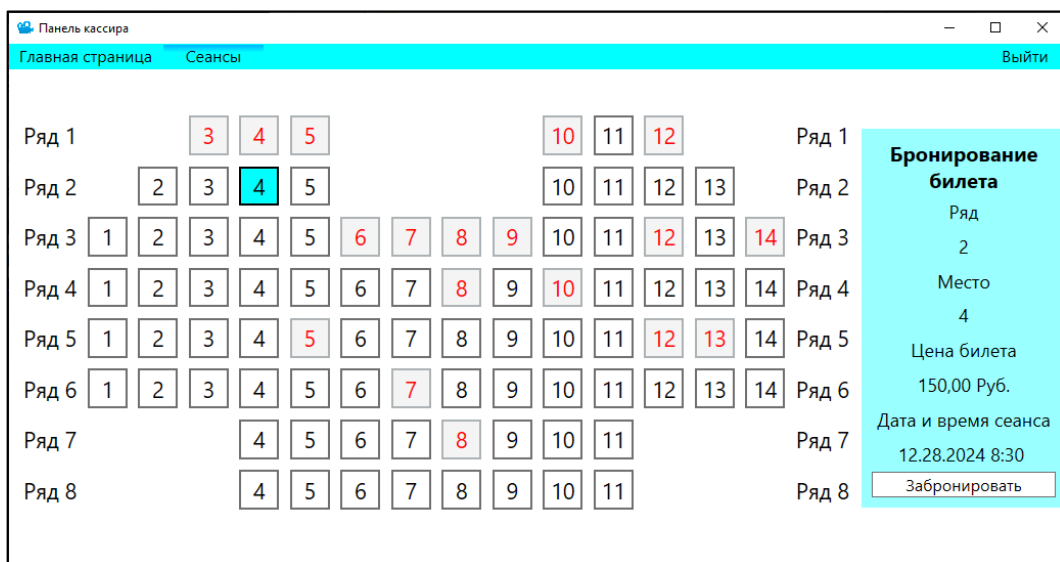 Панель кассира
Главная страница Сеансы Выйти
Ряд 1 3 4 5 10 11 12 Ряд 1
Ряд 2 2 3 4 5 10 11 12 13 Ряд 2
Ряд 3 1 2 3 4 5 6 7 8 9 10 11 12 13 14 Ряд 3
Ряд 4 1 2 3 4 5 6 7 8 9 10 11 12 13 14 Ряд 4
Ряд 5 1 2 3 4 5 6 7 8 9 10 11 12 13 14 Ряд 5
Ряд 6 1 2 3 4 5 6 7 8 9 10 11 12 13 14 Ряд 6
Ряд 7 4 5 6 7 8 9 10 11 Ряд 7
Ряд 8 4 5 6 7 8 9 10 11 Ряд 8
Бронирование
билета
Ряд
2
Место
4
Цена билета
150,00 Руб.
Дата и время сеанса
12.28.2024 8:30
Забронировать